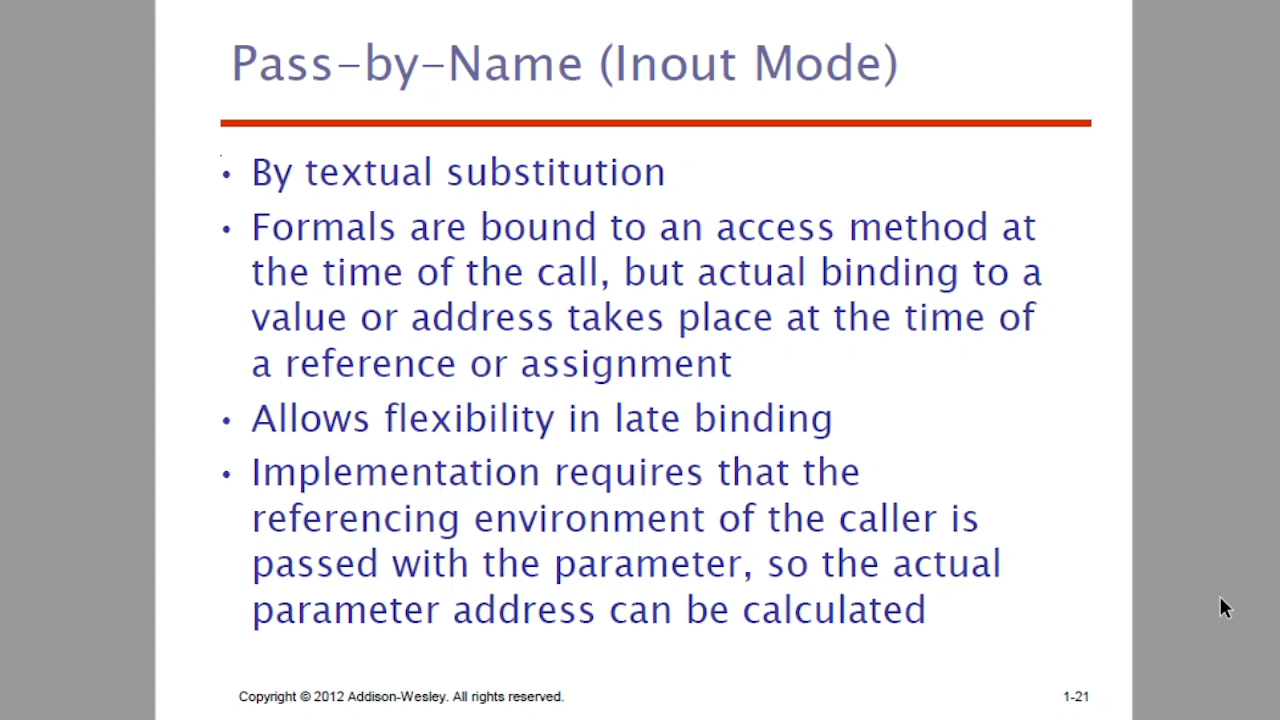 Pass-by-Name (Inout Mode)
• By textual substitution
• Formals are bound to an access method at
the time of the call, but actual binding to a
value or address takes place at the time of
a reference or assignment
• Allows flexibility in late binding
• Implementation requires that the
referencing environment of the caller is
passed with the parameter, so the actual
parameter address can be calculated
Copyright © 2012 Addison-Wesley. All rights reserved.
1-21